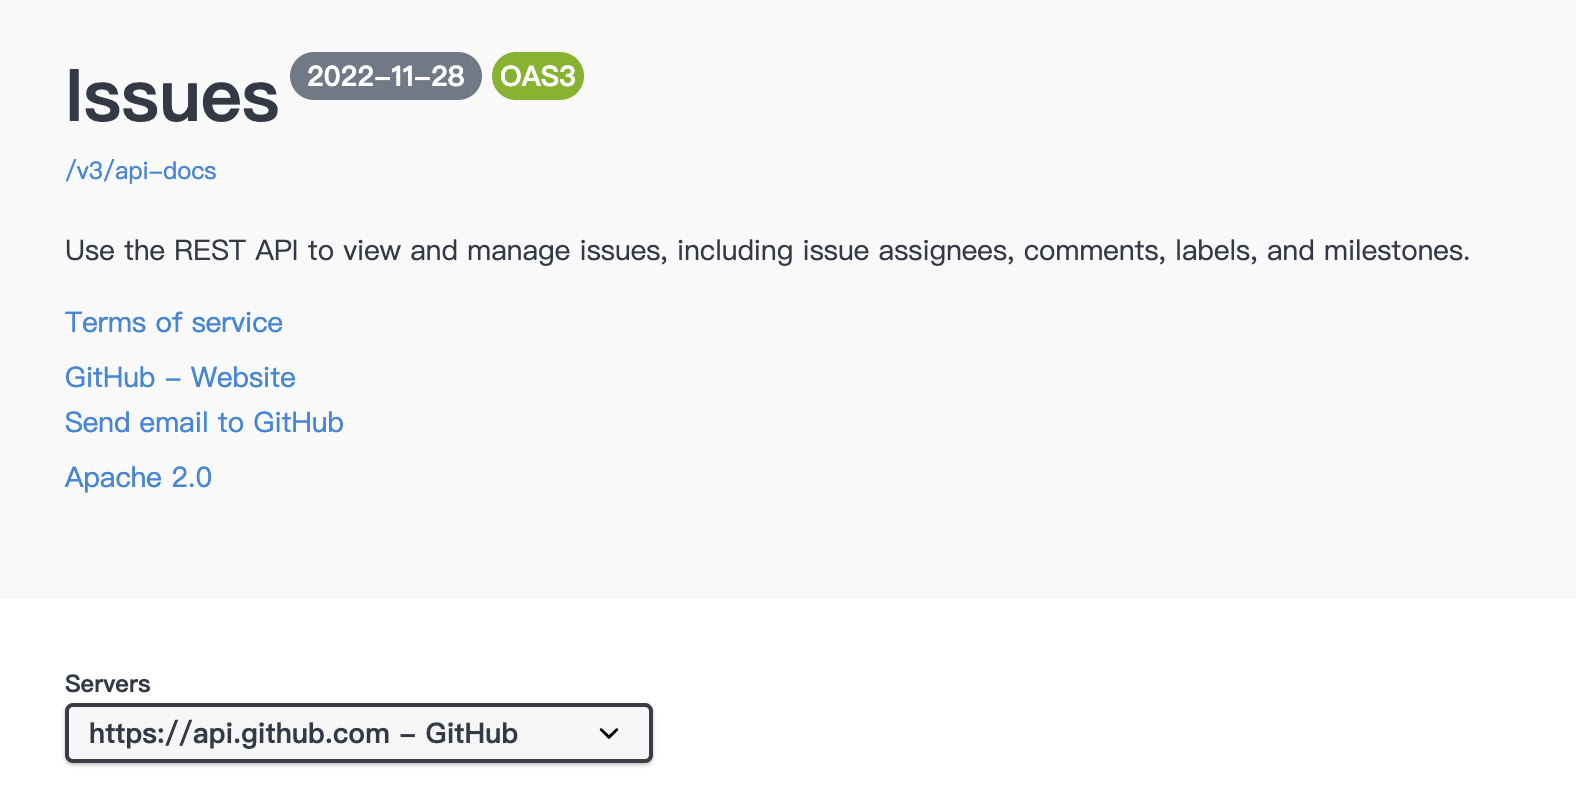 Issues 2022-11-28 OAS3
/v3/api-docs
Use the REST API to view and manage issues, including issue assignees, comments, labels, and milestones.
Terms of service
GitHub - Website
Send email to GitHub
Apache 2.0
Servers
https://api.github.com - GitHub